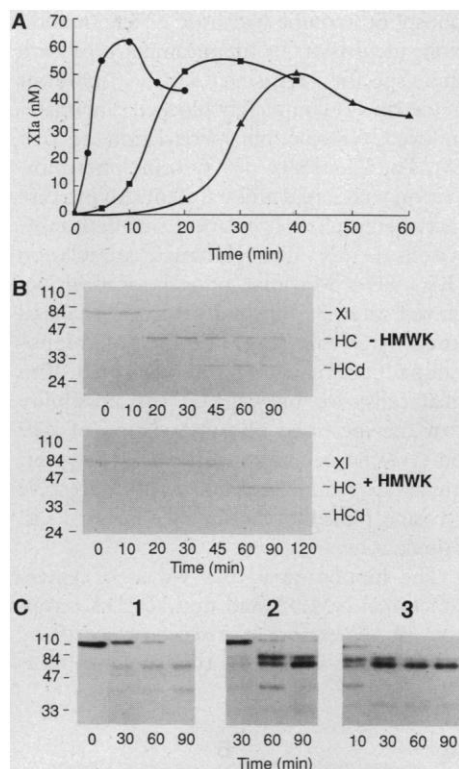 A
70
60
50
40
30
20
10
0
XIa (nM)
0 10 20 30 40 50 60
Time (min)
B
110
84
47
33
24
XI
HC - HMWK
HCd
0 10 20 30 45 60 90
110
84
47
33
24
XI
HC + HMWK
HCd
0 10 20 30 45 60 90 120
Time (min)
C 1 2 3
110
84
47
33
0 30 60 90 30 60 90 10 30 60 90
Time (min)